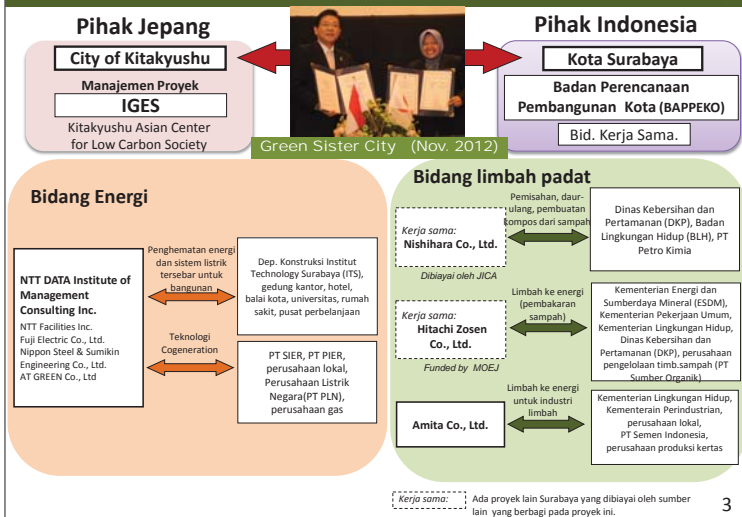 Pihak Jepang
City of Kitakyushu
Manajemen Proyek
IGES
Kitakyushu Asian Center
for Low Carbon Society
Pihak Indonesia
Kota Surabaya
Badan Perencanaan
Pembangunan Kota (BAPPEKO)
Bid. Kerja Sama.
Green Sister City (Nov. 2012)
Bidang Energi
NTT DATA Institute of
Management
Consulting Inc.
NTT Facilities Inc.
Fuji Electric Co., Ltd.
Nippon Steel & Sumikin
Engineering Co., Ltd.
AT GREEN Co., Ltd
Penghematan energi
dan sistem listrik
tersebar untuk
bangunan
Dep. Konstruksi Institut
Technology Surabaya (ITS),
gedung kantor, hotel,
balai kota, universitas, rumah
sakit, pusat perbelanjaan
Teknologi
Cogeneration
PT SIER, PT PIER,
perusahaan lokal,
Perusahaan Listrik
Negara(PT PLN),
perusahaan gas
Bidang limbah padat
Kerja sama:
Nishihara Co., Ltd.
Dibiayai oleh JICA
Pemisahan, daur-
ulang, pembuatan
kompos dari sampah
Dinas Kebersihan dan
Pertamanan (DKP), Badan
Lingkungan Hidup (BLH), PT
Petro Kimia
Kerja sama:
Hitachi Zosen
Co., Ltd.
Funded by MOEJ
Limbah ke energi
(pembakaran
sampah)
Kementerian Energi dan
Sumberdaya Mineral (ESDM),
Kementerian Pekerjaan Umum,
Kementerian Lingkungan Hidup,
Dinas Kebersihan dan
Pertamanan (DKP), perusahaan
pengelolaan timb.sampah (PT
Sumber Organik)
Amita Co., Ltd.
Limbah ke energi
untuk industri
limbah
Kementerian Lingkungan Hidup,
Kementerain Perindustrian,
perusahaan lokal,
PT Semen Indonesia,
perusahaan produksi kertas
Kerja sama:
Ada proyek lain Surabaya yang dibiayai oleh sumber
lain yang berbagi pada proyek ini.
3